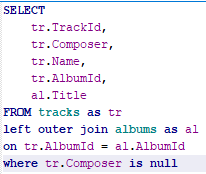 SELECT
tr.TrackId,
tr.Composer,
tr.Name,
tr.AlbumId,
al.Title
FROM tracks as tr
left outer join albums as al
on tr.AlbumId = al.AlbumId
where tr.Composer is null